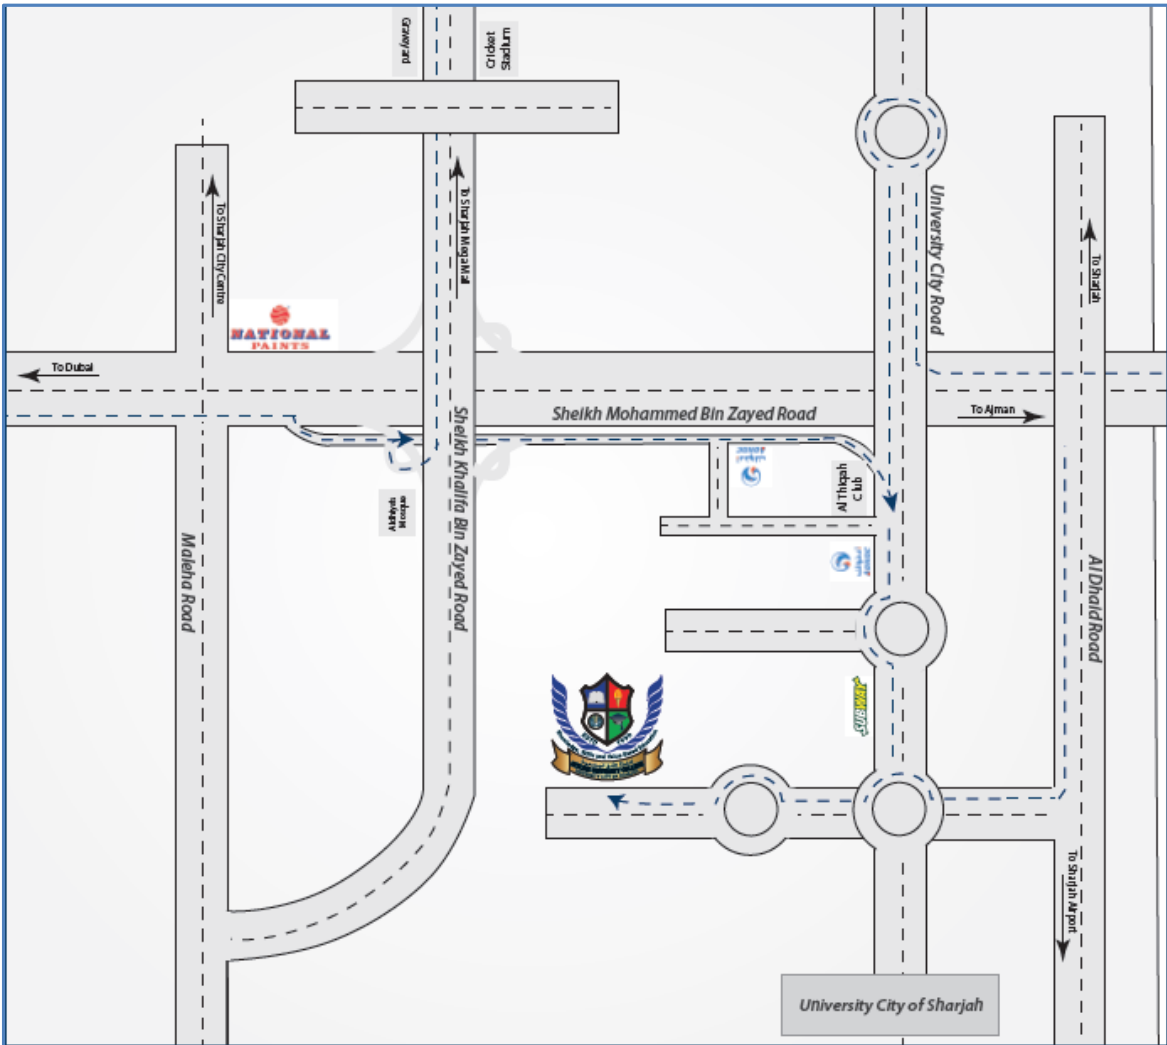 Graveyard
Cricket
Stadium
To Sharjah City Centre
To Sharjah Mega Mall
University City Road
To Sharjah
NATIONAL
PAINTS
To Dubai
Sheikh Mohammed Bin Zayed Road
To Ajman
Sheikh Khalifa Bin Zayed Road
Mosque
Al Thiqah
Club
Maleha Road
Al Dhaid Road
SUBWAY
To Sharjah Airport
University City of Sharjah